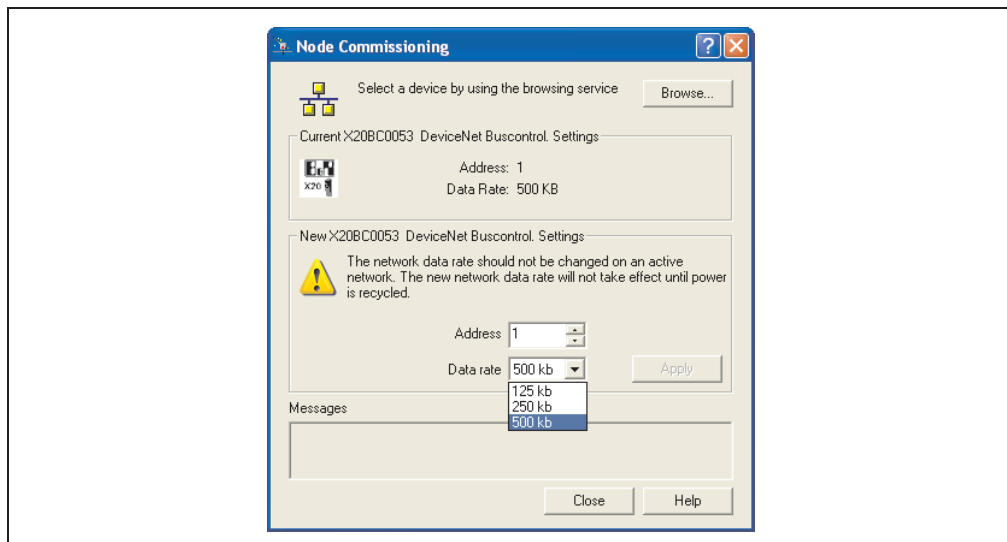 Node Commissioning
Select a device by using the browsing service
Browse...
Current X20BC0053 DeviceNet Buscontrol. Settings
B&R
X20
Address: 1
Data Rate: 500 KB
New X20BC0053 DeviceNet Buscontrol. Settings
The network data rate should not be changed on an active
network. The new network data rate will not take effect until power
is recycled.
Address 1
Data rate 500 kb
Apply
125 kb
250 kb
500 kb
Messages
Close
Help